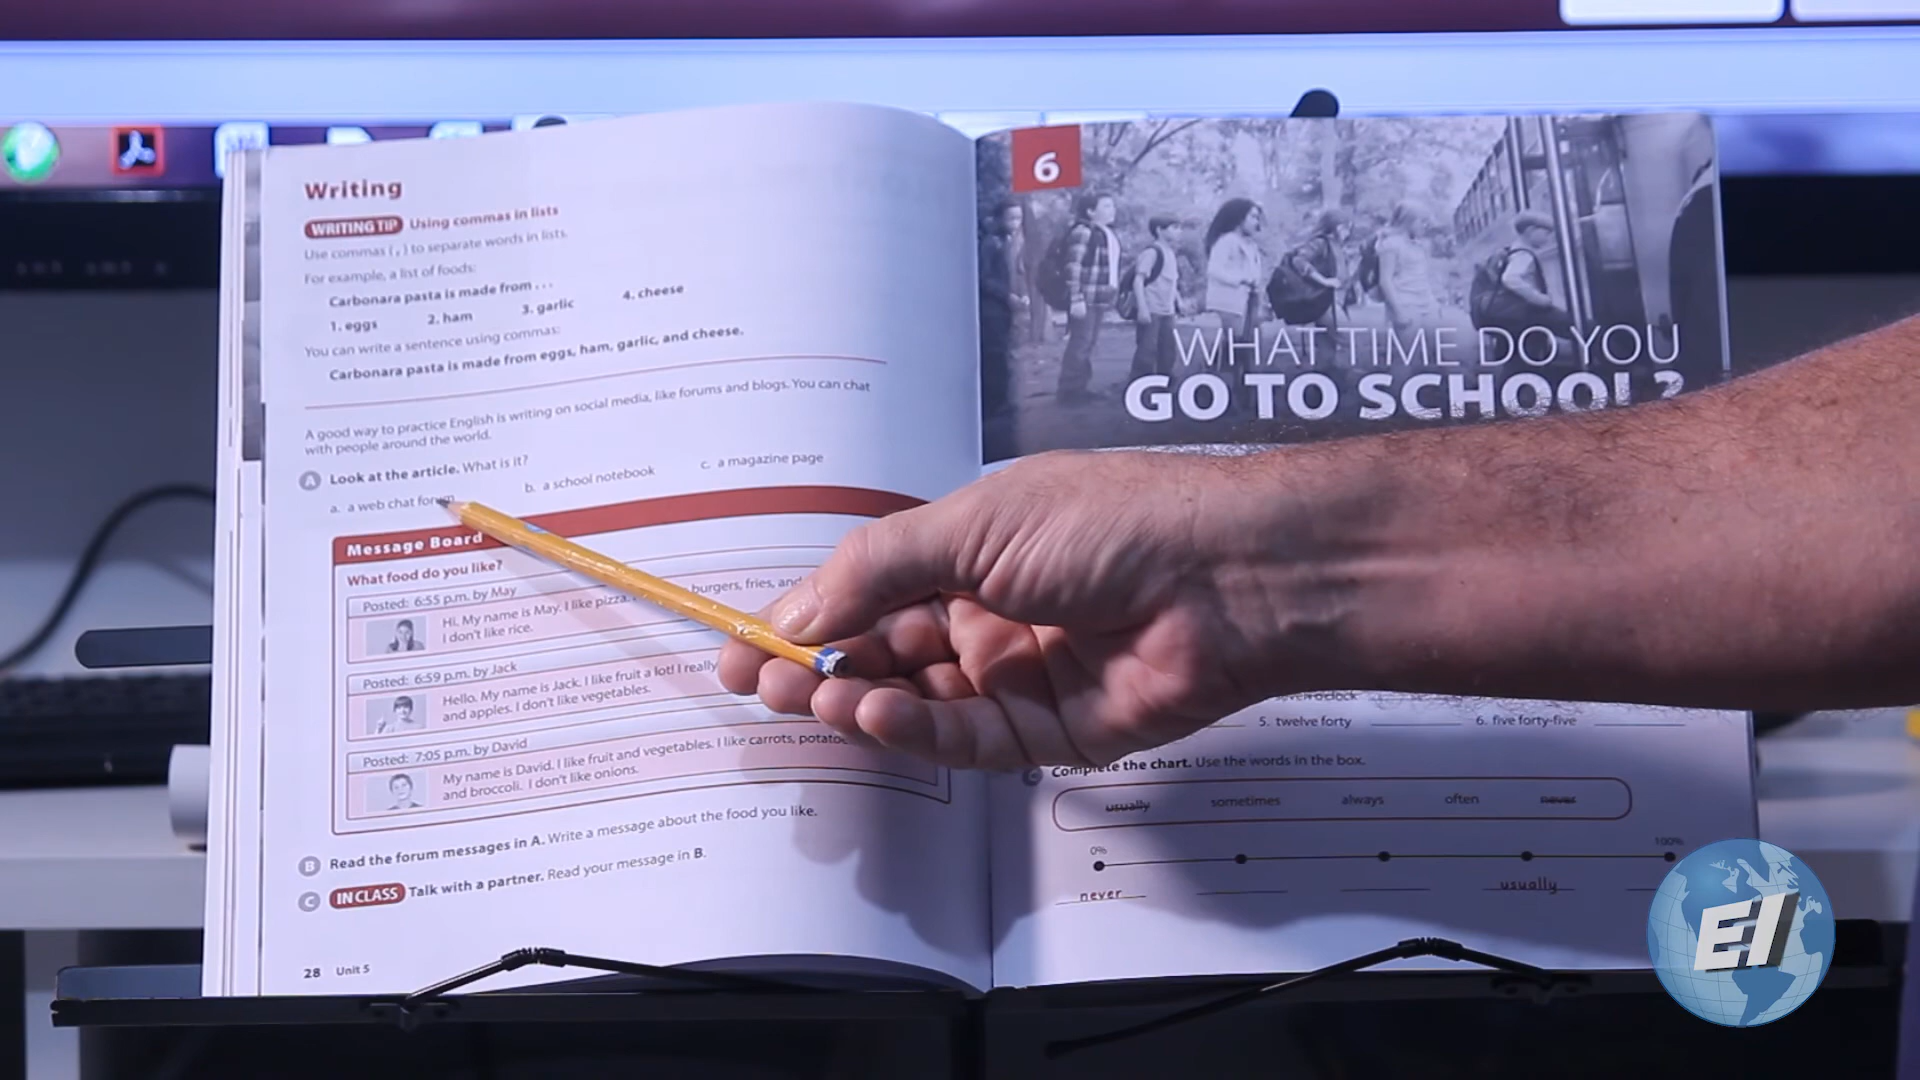 Writing
WRITING TIP Using commas in lists
Use commas (,) to separate words in lists.
For example, a list of foods:
Carbonara pasta is made from . . .
1. eggs 2. ham 3. garlic 4. cheese
You can write a sentence using commas:
Carbonara pasta is made from eggs, ham, garlic, and cheese.
A good way to practice English is writing on social media, like forums and blogs. You can chat
with people around the world.
A Look at the article. What is it?
a. a web chat forum b. a school notebook c. a magazine page
Message Board
What food do you like?
Posted: 6:55 p.m. by May
Hi. My name is May. I like pizza. burgers, fries, and
I don't like rice.
Posted: 6:59 p.m. by Jack
Hello. My name is Jack. I like fruit a lot! I really
and apples. I don't like vegetables.
Posted: 7:05 p.m. by David
My name is David. I like fruit and vegetables. I like carrots,
and broccoli. I don't like onions.
B Read the forum messages in A. Write a message about the food you like.
C IN CLASS Talk with a partner. Read your message in B.
28 Unit 5
6
WHAT TIME DO YOU
GO TO SCHOOL?
5. twelve forty 6. five forty-five
C Complete the chart. Use the words in the box.
usually sometimes always often never
0% 100%
never usually
EI